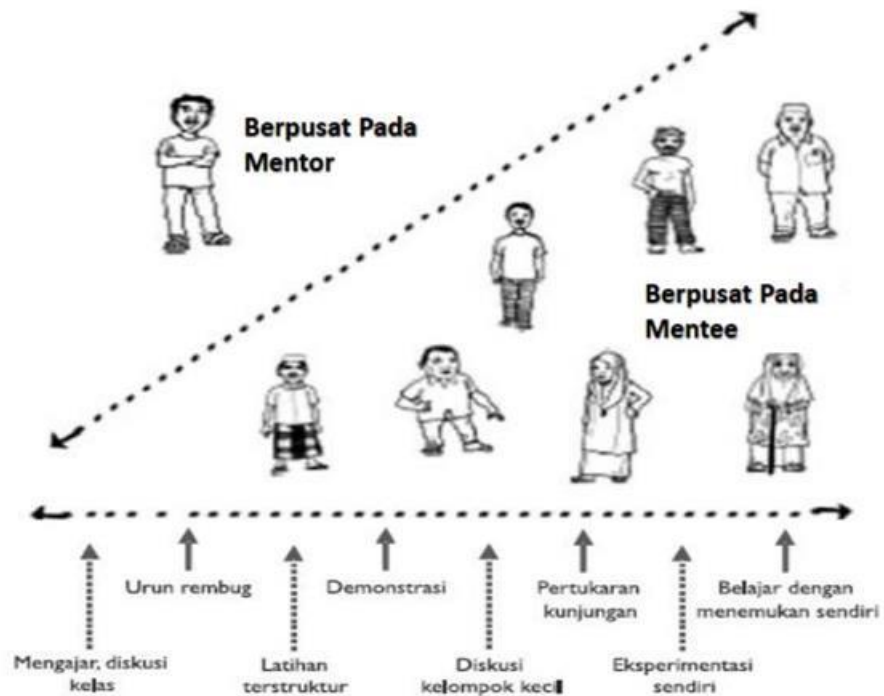 Berpusat Pada
Mentor
Berpusat Pada
Mentee
Urun rembug
Demonstrasi
Pertukaran
kunjungan
Belajar dengan
menemukan sendiri
Mengajar, diskusi
kelas
Latihan
terstruktur
Diskusi
kelompok kecil
Eksperimentasi
sendiri